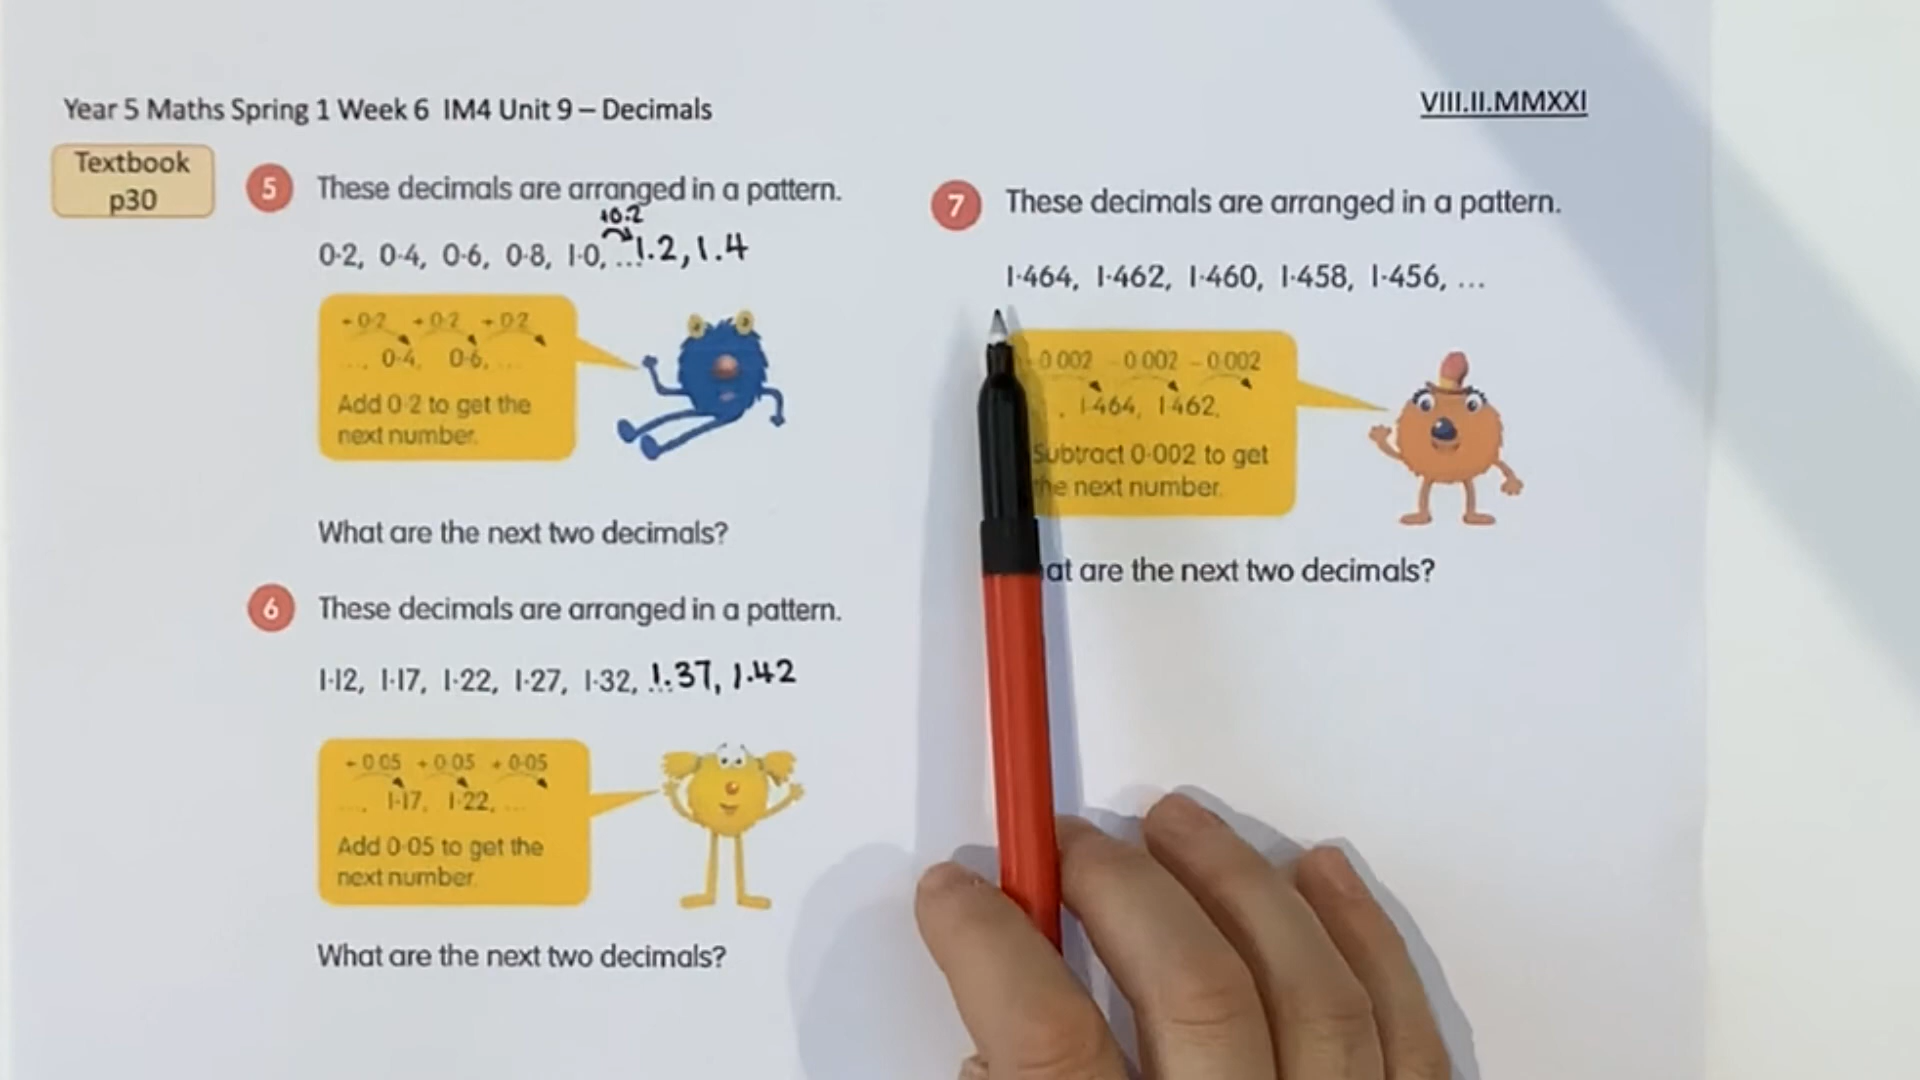 Year 5 Maths Spring 1 Week 6 IM4 Unit 9 – Decimals
VIII.II.MMXXI
Textbook
p30
5
These decimals are arranged in a pattern.
+0.2
0·2, 0·4, 0·6, 0·8, 1·0, ... 1.2, 1.4
+0·2 +0·2 +0·2
..., 0·4, 0·6, ...
Add 0·2 to get the
next number.
What are the next two decimals?
6
These decimals are arranged in a pattern.
1·12, 1·17, 1·22, 1·27, 1·32, ... 1.37, 1.42
+0·05 +0·05 +0·05
..., 1·17, 1·22, ...
Add 0·05 to get the
next number.
What are the next two decimals?
7
These decimals are arranged in a pattern.
1·464, 1·462, 1·460, 1·458, 1·456, ...
0·002 –0·002 –0·002
1·464, 1·462,
Subtract 0·002 to get
the next number.
at are the next two decimals?